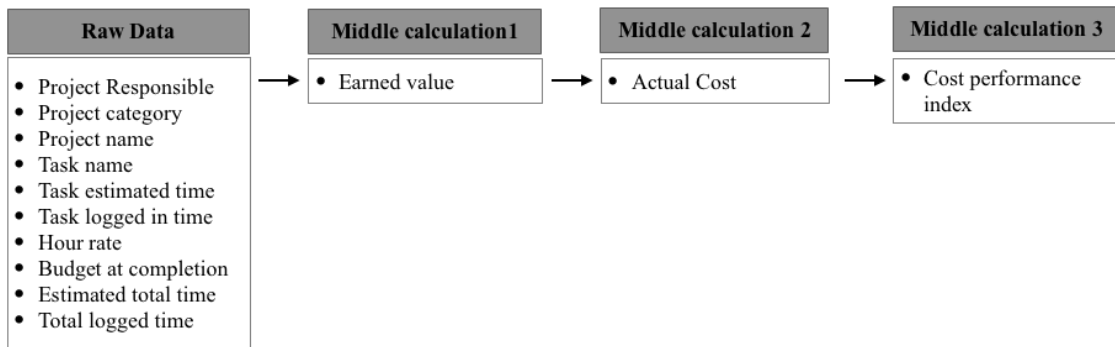 Raw Data
• Project Responsible
• Project category
• Project name
• Task name
• Task estimated time
• Task logged in time
• Hour rate
• Budget at completion
• Estimated total time
• Total logged time
Middle calculation1
• Earned value
Middle calculation 2
• Actual Cost
Middle calculation 3
• Cost performance
index